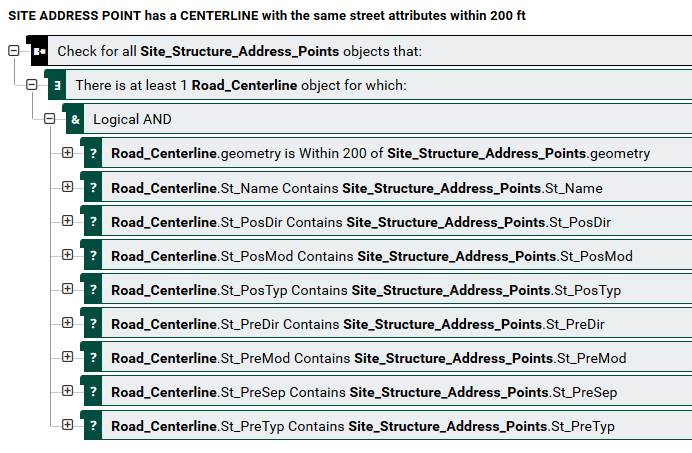 SITE ADDRESS POINT has a CENTERLINE with the same street attributes within 200 ft
Check for all Site_Structure_Address_Points objects that:
∃ There is at least 1 Road_Centerline object for which:
& Logical AND
? Road_Centerline.geometry is Within 200 of Site_Structure_Address_Points.geometry
? Road_Centerline.St_Name Contains Site_Structure_Address_Points.St_Name
? Road_Centerline.St_PosDir Contains Site_Structure_Address_Points.St_PosDir
? Road_Centerline.St_PosMod Contains Site_Structure_Address_Points.St_PosMod
? Road_Centerline.St_PosTyp Contains Site_Structure_Address_Points.St_PosTyp
? Road_Centerline.St_PreDir Contains Site_Structure_Address_Points.St_PreDir
? Road_Centerline.St_PreMod Contains Site_Structure_Address_Points.St_PreMod
? Road_Centerline.St_PreSep Contains Site_Structure_Address_Points.St_PreSep
? Road_Centerline.St_PreTyp Contains Site_Structure_Address_Points.St_PreTyp